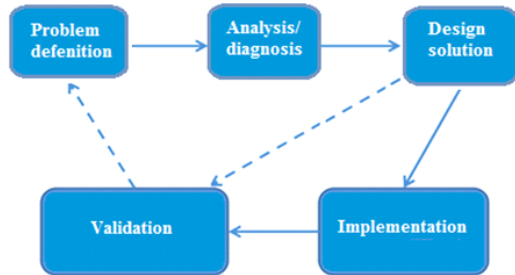 Problem
defenition
Analysis/
diagnosis
Design
solution
Validation
Implementation